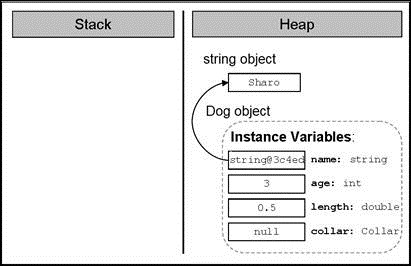 Stack
Heap
string object
Sharo
Dog object
Instance Variables:
string@3c4ed name: string
3 age: int
0.5 length: double
null collar: Collar